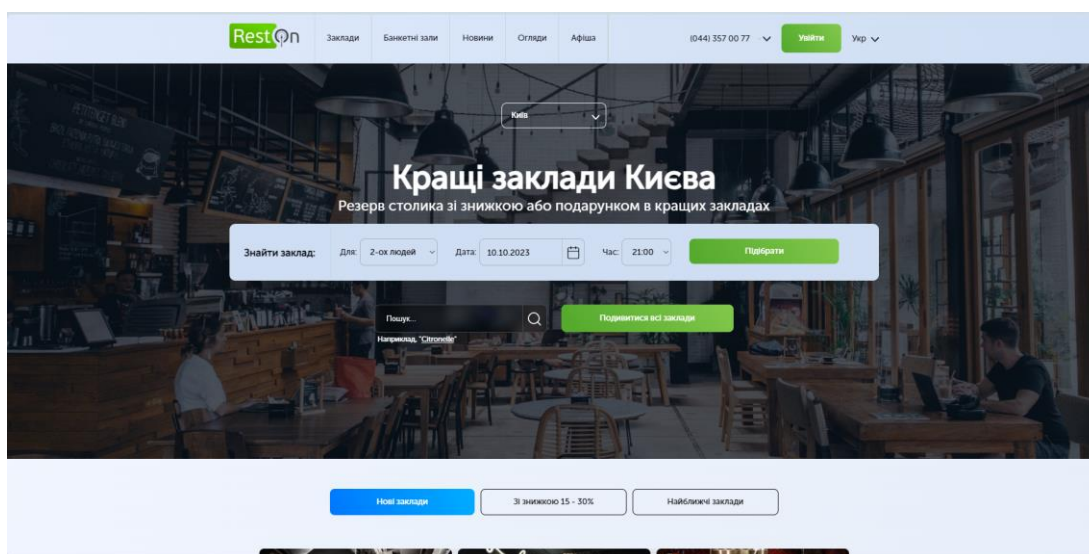 RestOn
Заклади Банкетні зали Новини Огляди Афіша
(044) 357 00 77 Увійти Укр
Київ
Кращі заклади Києва
Резерв столика зі знижкою або подарунком в кращих закладах
Знайти заклад: Для: 2-ох людей Дата: 10.10.2023 Час: 21:00 Підібрати
Пошук... Подивитися всі заклади
Наприклад, "Citronelle"
Нові заклади Зі знижкою 15 - 30% Найближчі заклади